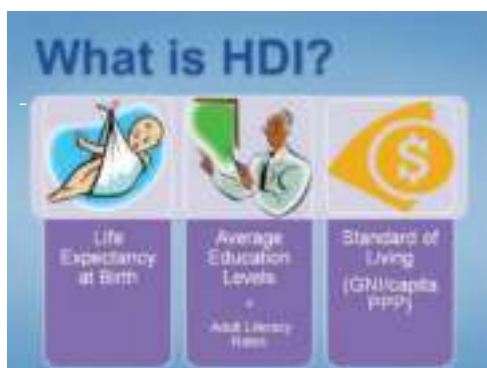 What is HDI?
$
Life
Expectancy
at Birth
Average
Education
Levels
+
Adult Literacy
Rates
Standard of
Living
(GNI/capita
PPP)